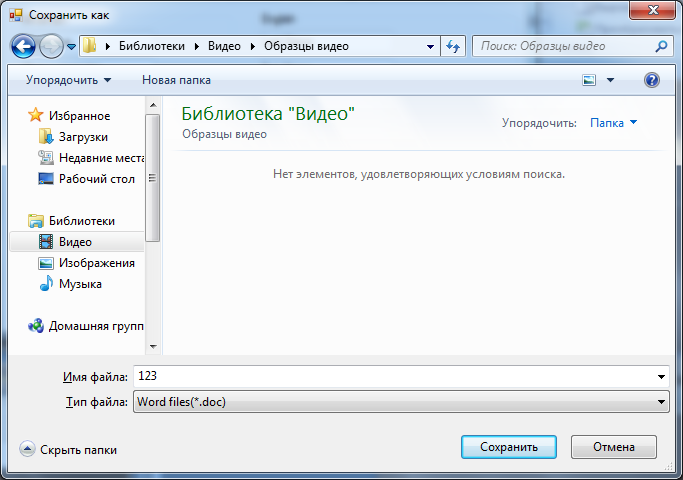 Сохранить как
Библиотеки Видео Образцы видео
Поиск: Образцы видео
Упорядочить Новая папка
Избранное
Загрузки
Недавние места
Рабочий стол
Библиотеки
Видео
Изображения
Музыка
Домашняя групп
Библиотека "Видео"
Образцы видео
Упорядочить: Папка
Нет элементов, удовлетворяющих условиям поиска.
Имя файла: 123
Тип файла: Word files(*.doc)
Скрыть папки
Сохранить
Отмена